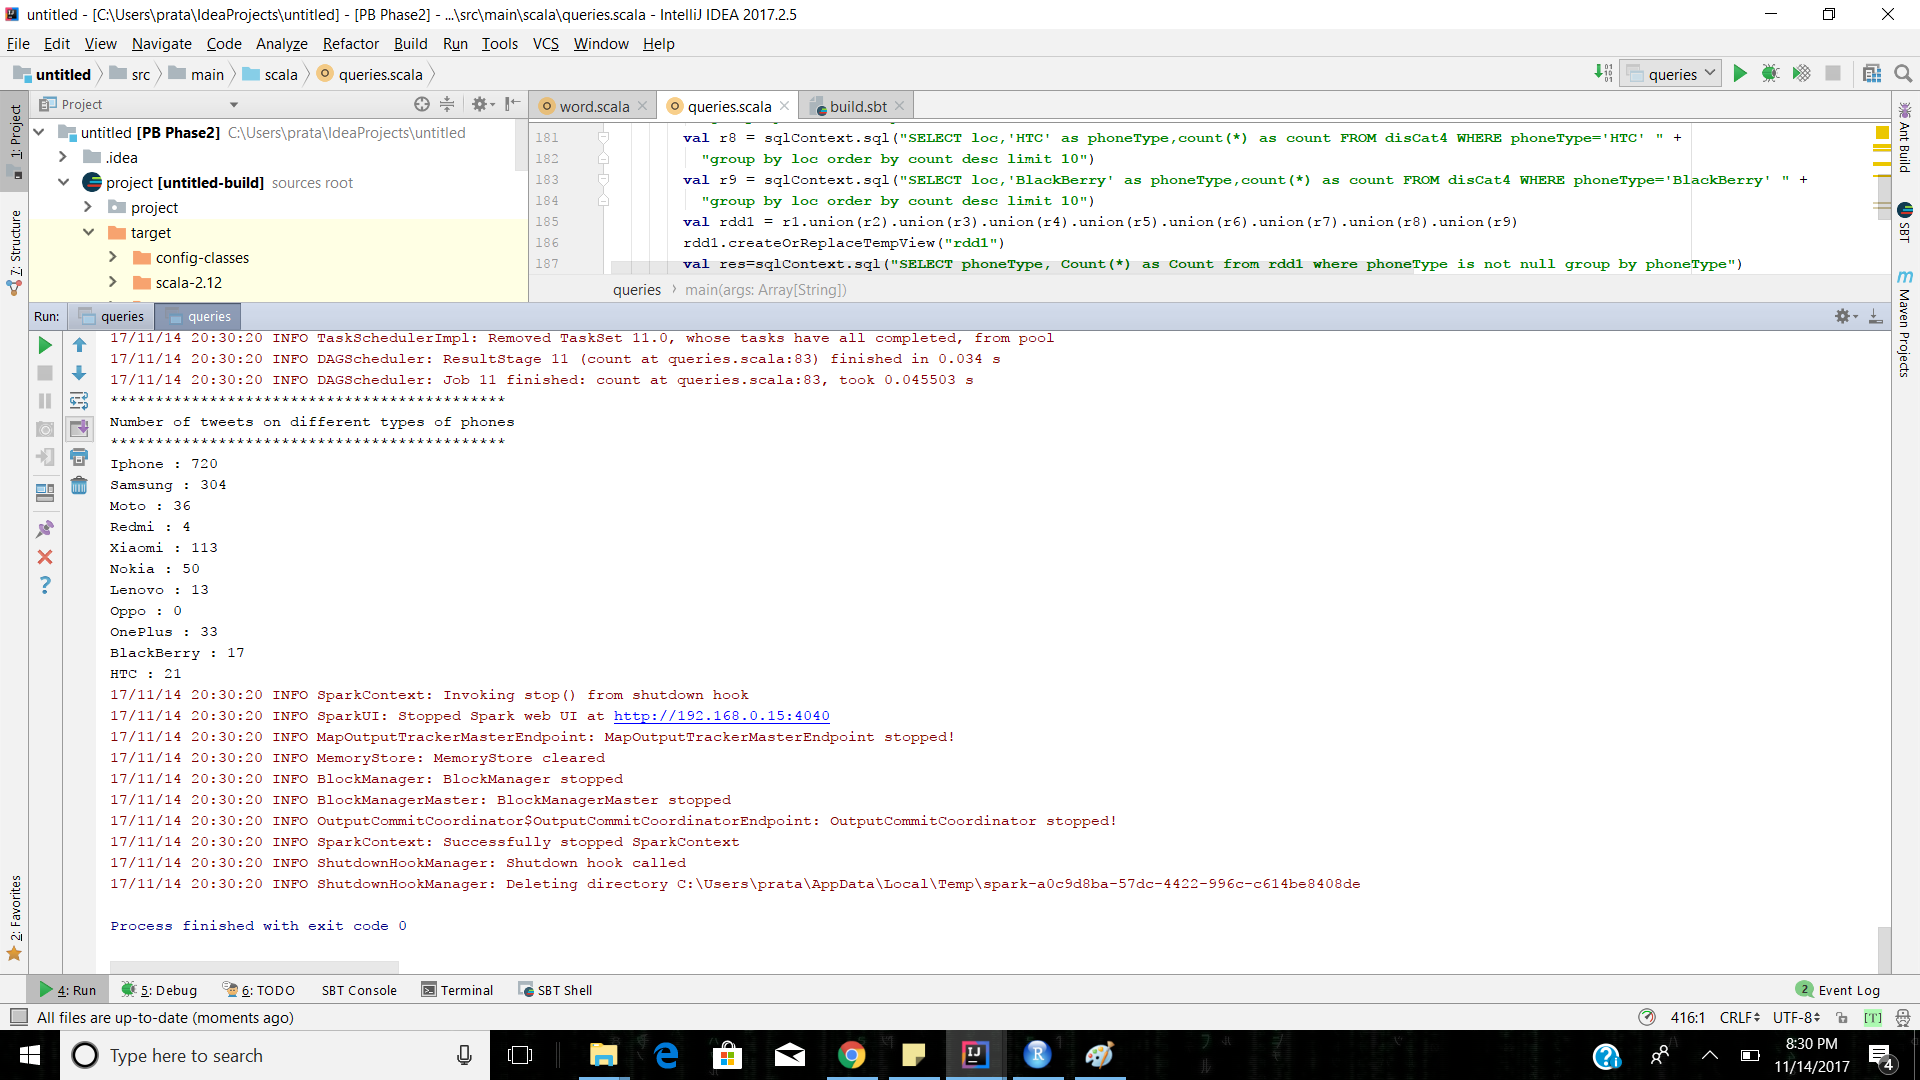 untitled - [C:\Users\prata\IdeaProjects\untitled] - [PB Phase2] - ...\src\main\scala\queries.scala - IntelliJ IDEA 2017.2.5
File Edit View Navigate Code Analyze Refactor Build Run Tools VCS Window Help
untitled src main scala queries.scala
queries
Project
word.scala queries.scala build.sbt
1: Project
7: Structure
2: Favorites
Ant Build
SBT
Maven Projects
untitled [PB Phase2] C:\Users\prata\IdeaProjects\untitled
.idea
project [untitled-build] sources root
project
target
config-classes
scala-2.12
181 val r8 = sqlContext.sql("SELECT loc,'HTC' as phoneType,count(*) as count FROM disCat4 WHERE phoneType='HTC' " +
182 "group by loc order by count desc limit 10")
183 val r9 = sqlContext.sql("SELECT loc,'BlackBerry' as phoneType,count(*) as count FROM disCat4 WHERE phoneType='BlackBerry' " +
184 "group by loc order by count desc limit 10")
185 val rdd1 = r1.union(r2).union(r3).union(r4).union(r5).union(r6).union(r7).union(r8).union(r9)
186 rdd1.createOrReplaceTempView("rdd1")
187 val res=sqlContext.sql("SELECT phoneType, Count(*) as Count from rdd1 where phoneType is not null group by phoneType")
queries main(args: Array[String])
Run: queries queries
17/11/14 20:30:20 INFO TaskSchedulerImpl: Removed TaskSet 11.0, whose tasks have all completed, from pool
17/11/14 20:30:20 INFO DAGScheduler: ResultStage 11 (count at queries.scala:83) finished in 0.034 s
17/11/14 20:30:20 INFO DAGScheduler: Job 11 finished: count at queries.scala:83, took 0.045503 s
********************************************
Number of tweets on different types of phones
********************************************
Iphone : 720
Samsung : 304
Moto : 36
Redmi : 4
Xiaomi : 113
Nokia : 50
Lenovo : 13
Oppo : 0
OnePlus : 33
BlackBerry : 17
HTC : 21
17/11/14 20:30:20 INFO SparkContext: Invoking stop() from shutdown hook
17/11/14 20:30:20 INFO SparkUI: Stopped Spark web UI at http://192.168.0.15:4040
17/11/14 20:30:20 INFO MapOutputTrackerMasterEndpoint: MapOutputTrackerMasterEndpoint stopped!
17/11/14 20:30:20 INFO MemoryStore: MemoryStore cleared
17/11/14 20:30:20 INFO BlockManager: BlockManager stopped
17/11/14 20:30:20 INFO BlockManagerMaster: BlockManagerMaster stopped
17/11/14 20:30:20 INFO OutputCommitCoordinator$OutputCommitCoordinatorEndpoint: OutputCommitCoordinator stopped!
17/11/14 20:30:20 INFO SparkContext: Successfully stopped SparkContext
17/11/14 20:30:20 INFO ShutdownHookManager: Shutdown hook called
17/11/14 20:30:20 INFO ShutdownHookManager: Deleting directory C:\Users\prata\AppData\Local\Temp\spark-a0c9d8ba-57dc-4422-996c-c614be8408de
Process finished with exit code 0
4: Run 5: Debug 6: TODO SBT Console Terminal SBT Shell 2 Event Log
All files are up-to-date (moments ago) 416:1 CRLF UTF-8 [T]
Type here to search
8:30 PM
11/14/2017
4